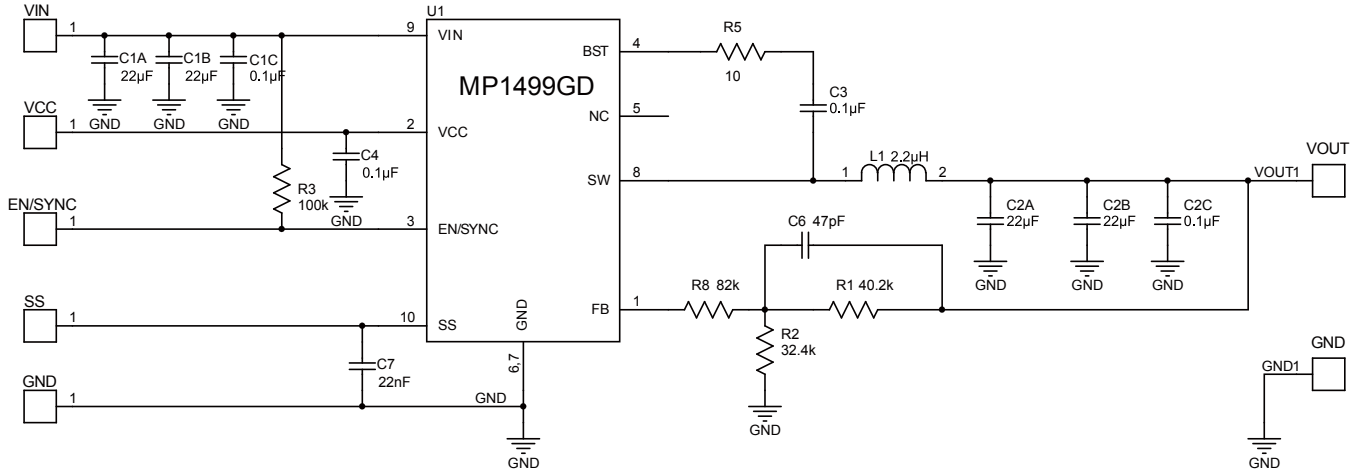 VIN
1
C1A
22µF
GND
C1B
22µF
GND
C1C
0.1µF
GND
VCC
1
C4
0.1µF
GND
R3
100k
EN/SYNC
1
SS
1
C7
22nF
GND
1
GND
U1
MP1499GD
9
VIN
2
VCC
3
EN/SYNC
10
SS
GND
6,7
GND
BST
4
NC
5
SW
8
FB
1
R5
10
C3
0.1µF
1
L1 2.2µH
2
C6 47pF
R8 82k
R1 40.2k
R2
32.4k
GND
C2A
22µF
GND
C2B
22µF
GND
C2C
0.1µF
GND
VOUT
VOUT1
GND
GND1
GND